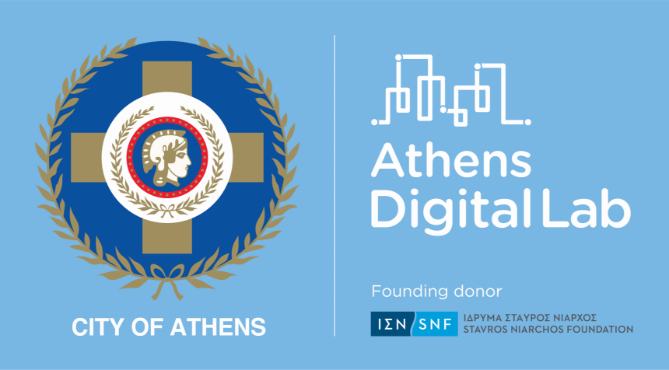 CITY OF ATHENS
Athens
Digital Lab
Founding donor
ΙΣΝ/SNF ΙΔΡΥΜΑ ΣΤΑΥΡΟΣ ΝΙΑΡΧΟΣ
STAVROS NIARCHOS FOUNDATION